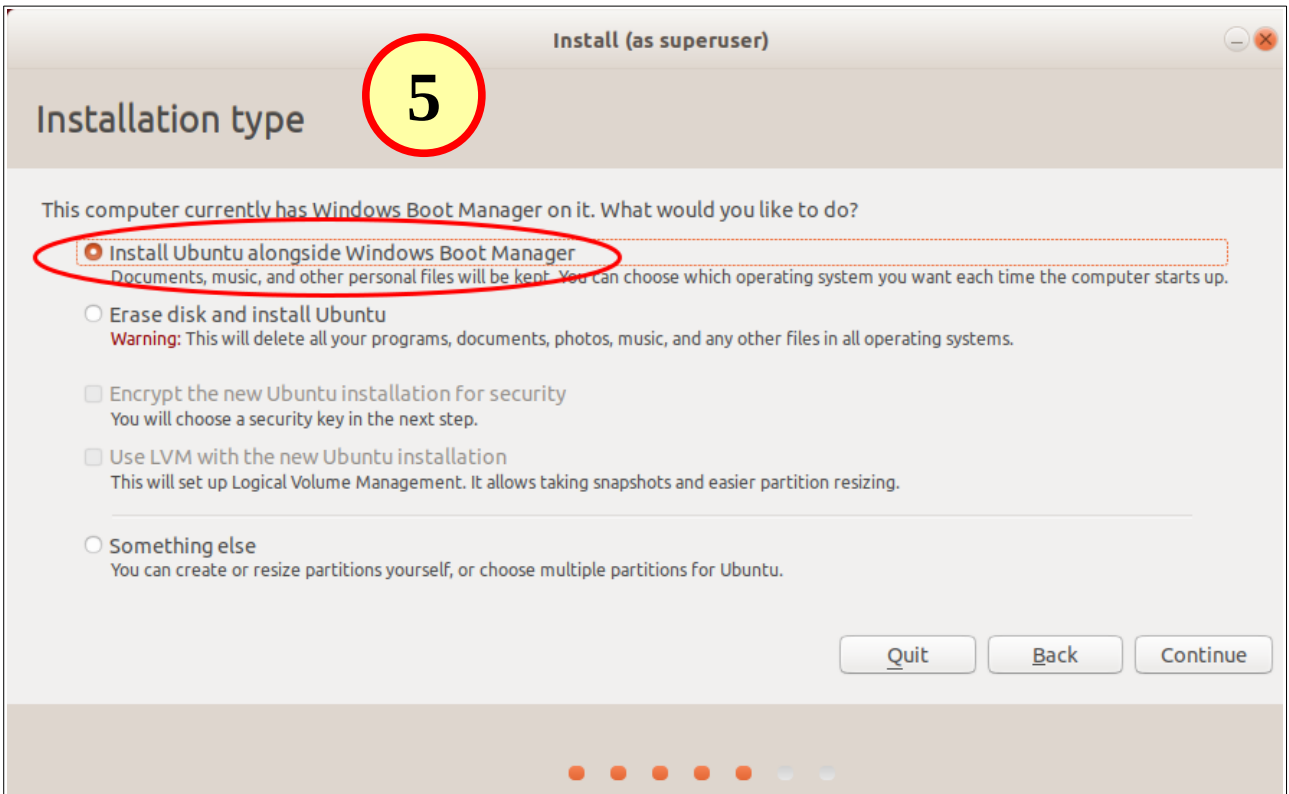 Install (as superuser)
5
Installation type
This computer currently has Windows Boot Manager on it. What would you like to do?
Install Ubuntu alongside Windows Boot Manager
Documents, music, and other personal files will be kept. You can choose which operating system you want each time the computer starts up.
Erase disk and install Ubuntu
Warning: This will delete all your programs, documents, photos, music, and any other files in all operating systems.
Encrypt the new Ubuntu installation for security
You will choose a security key in the next step.
Use LVM with the new Ubuntu installation
This will set up Logical Volume Management. It allows taking snapshots and easier partition resizing.
Something else
You can create or resize partitions yourself, or choose multiple partitions for Ubuntu.
Quit Back Continue